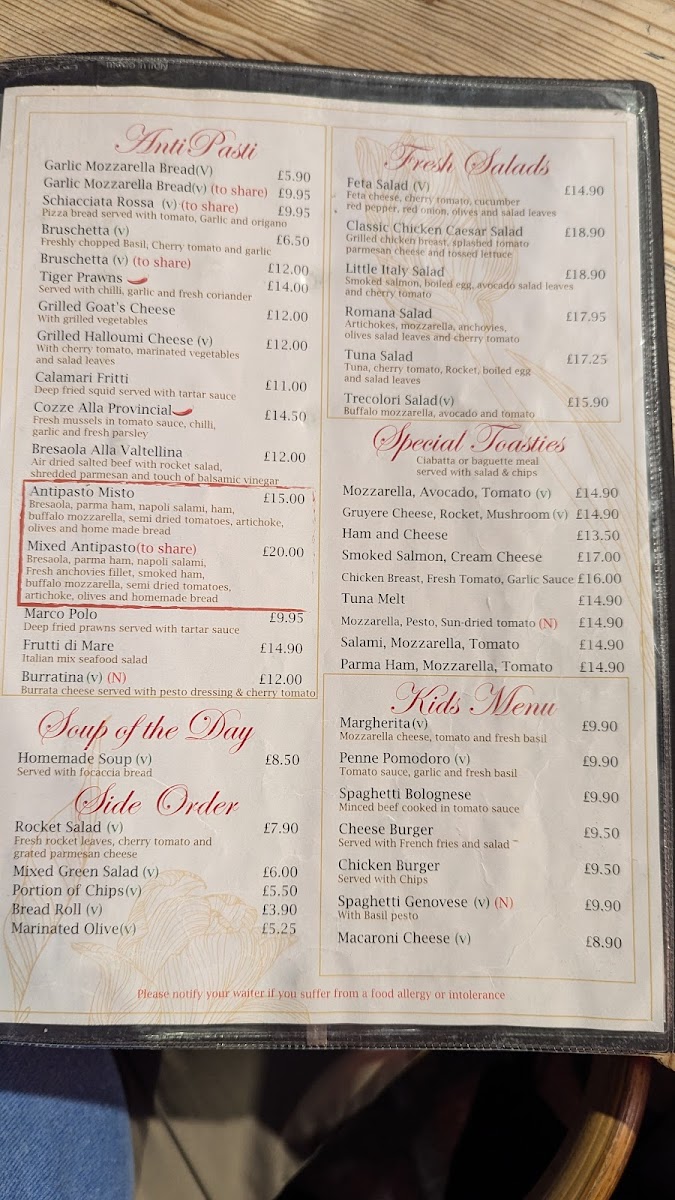 made in italy
AntiPasti
Garlic Mozzarella Bread(V) £5.90
Garlic Mozzarella Bread(v) (to share) £9.95
Schiacciata Rossa (v) (to share) £9.95
Pizza bread served with tomato, Garlic and origano
Bruschetta (v) £6.50
Freshly chopped Basil, Cherry tomato and garlic
Bruschetta (v) (to share) £12.00
Tiger Prawns £14.00
Served with chilli, garlic and fresh coriander
Grilled Goat's Cheese £12.00
With grilled vegetables
Grilled Halloumi Cheese (v) £12.00
With cherry tomato, marinated vegetables
and salad leaves
Calamari Fritti £11.00
Deep fried squid served with tartar sauce
Cozze Alla Provincial £14.50
Fresh mussels in tomato sauce, chilli,
garlic and fresh parsley
Bresaola Alla Valtellina £12.00
Air dried salted beef with rocket salad,
shredded parmesan and touch of balsamic vinegar
Antipasto Misto £15.00
Bresaola, parma ham, napoli salami, ham,
buffalo mozzarella, semi dried tomatoes, artichoke,
olives and home made bread
Mixed Antipasto(to share) £20.00
Bresaola, parma ham, napoli salami,
Fresh anchovies fillet, smoked ham,
buffalo mozzarella, semi dried tomatoes,
artichoke, olives and homemade bread
Marco Polo £9.95
Deep fried prawns served with tartar sauce
Frutti di Mare £14.90
Italian mix seafood salad
Burratina (v) (N) £12.00
Burrata cheese served with pesto dressing & cherry tomato
Soup of the Day
Homemade Soup (v) £8.50
Served with focaccia bread
Side Order
Rocket Salad (v) £7.90
Fresh rocket leaves, cherry tomato and
grated parmesan cheese
Mixed Green Salad (v) £6.00
Portion of Chips(v) £5.50
Bread Roll (v) £3.90
Marinated Olive(v) £5.25
Fresh Salads
Feta Salad (V) £14.90
Feta cheese, cherry tomato, cucumber
red pepper, red onion, olives and salad leaves
Classic Chicken Caesar Salad £18.90
Grilled chicken breast, splashed tomato
parmesan cheese and tossed lettuce
Little Italy Salad £18.90
Smoked salmon, boiled egg, avocado salad leaves
and cherry tomato
Romana Salad £17.95
Artichokes, mozzarella, anchovies,
olives salad leaves and cherry tomato
Tuna Salad £17.25
Tuna, cherry tomato, Rocket, boiled egg
and salad leaves
Trecolori Salad(v) £15.90
Buffalo mozzarella, avocado and tomato
Special Toasties
Ciabatta or baguette meal
served with salad & chips
Mozzarella, Avocado, Tomato (v) £14.90
Gruyere Cheese, Rocket, Mushroom (v) £14.90
Ham and Cheese £13.50
Smoked Salmon, Cream Cheese £17.00
Chicken Breast, Fresh Tomato, Garlic Sauce £16.00
Tuna Melt £14.90
Mozzarella, Pesto, Sun-dried tomato (N) £14.90
Salami, Mozzarella, Tomato £14.90
Parma Ham, Mozzarella, Tomato £14.90
Kids Menu
Margherita(v) £9.90
Mozzarella cheese, tomato and fresh basil
Penne Pomodoro (v) £9.90
Tomato sauce, garlic and fresh basil
Spaghetti Bolognese £9.90
Minced beef cooked in tomato sauce
Cheese Burger £9.50
Served with French fries and salad
Chicken Burger £9.50
Served with Chips
Spaghetti Genovese (v) (N) £9.90
With Basil pesto
Macaroni Cheese (v) £8.90
Please notify your waiter if you suffer from a food allergy or intolerance